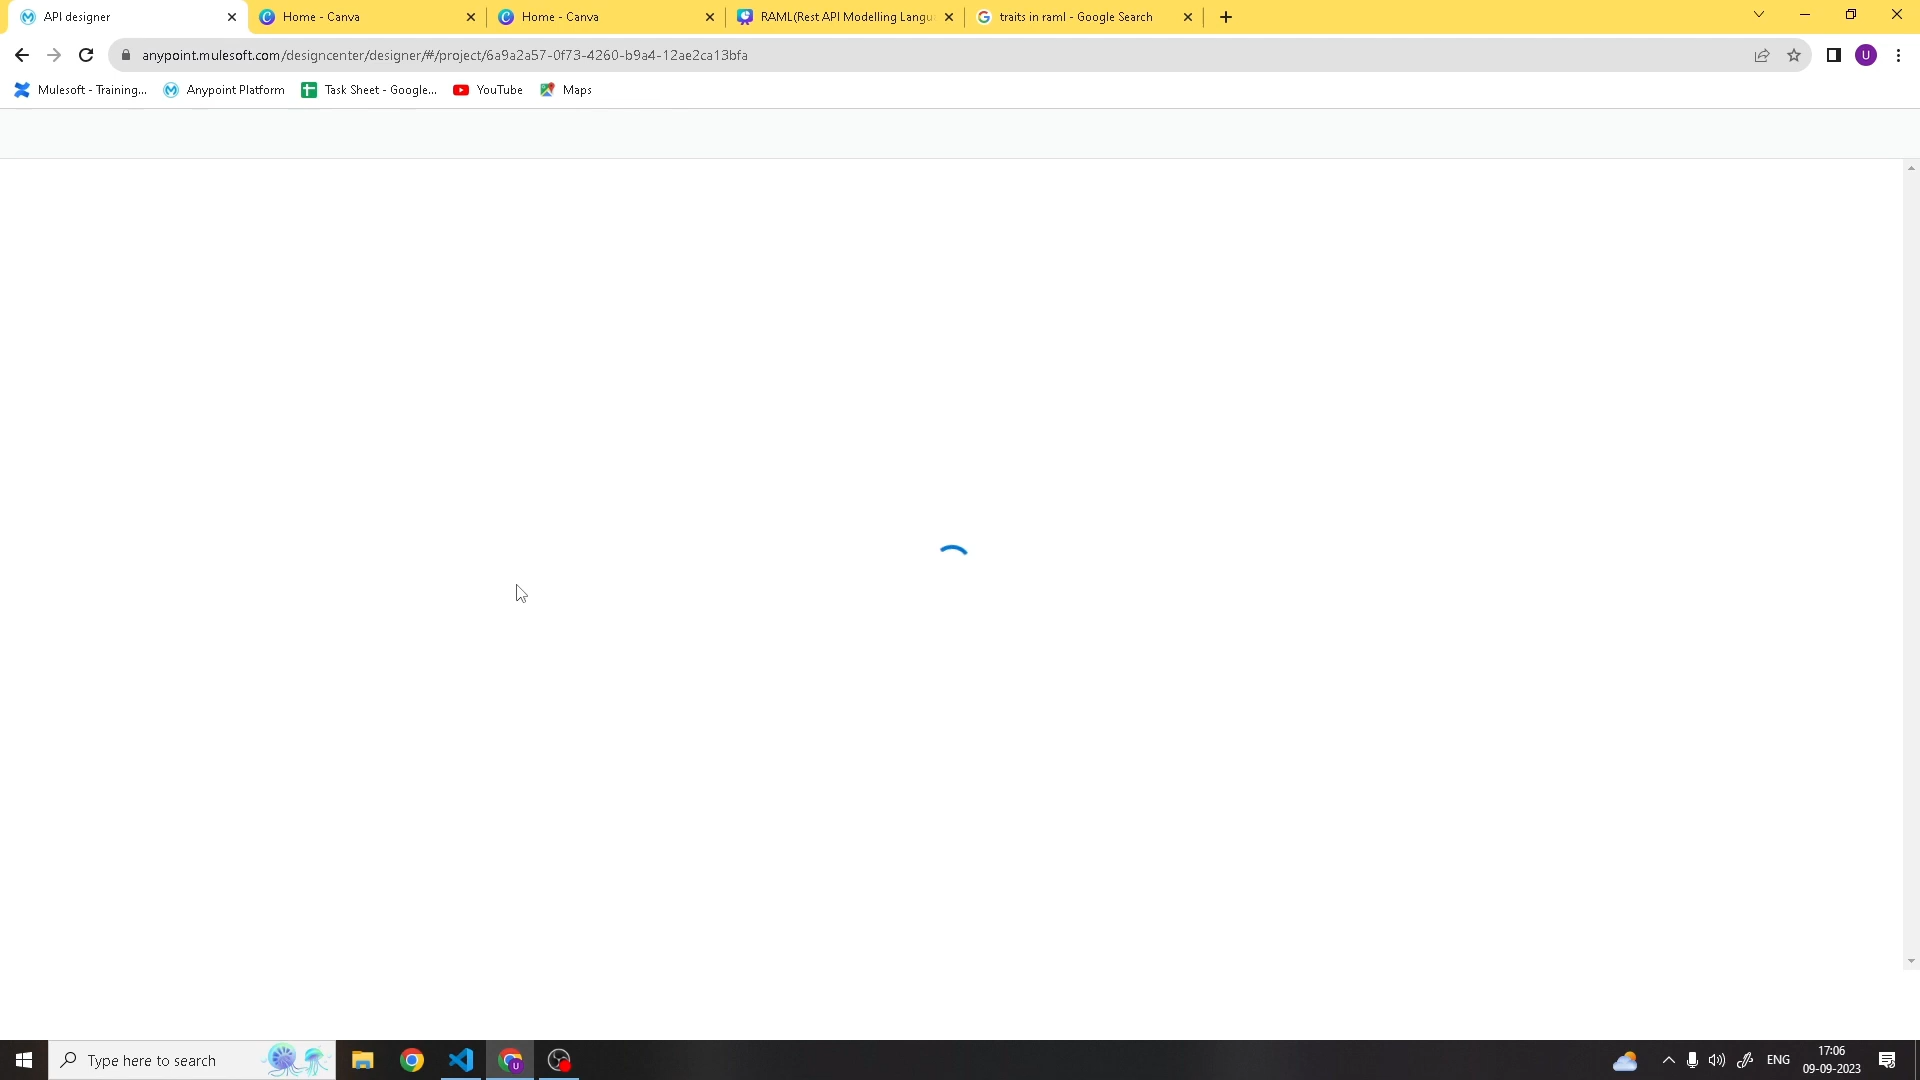 API designer
Home - Canva
Home - Canva
RAML(Rest API Modelling Langu
traits in raml - Google Search
anypoint.mulesoft.com/designcenter/designer/#/project/6a9a2a57-0f73-4260-b9a4-12ae2ca13bfa
U
Mulesoft - Training...
Anypoint Platform
Task Sheet - Google...
YouTube
Maps
Type here to search
U
ENG
17:06
09-09-2023